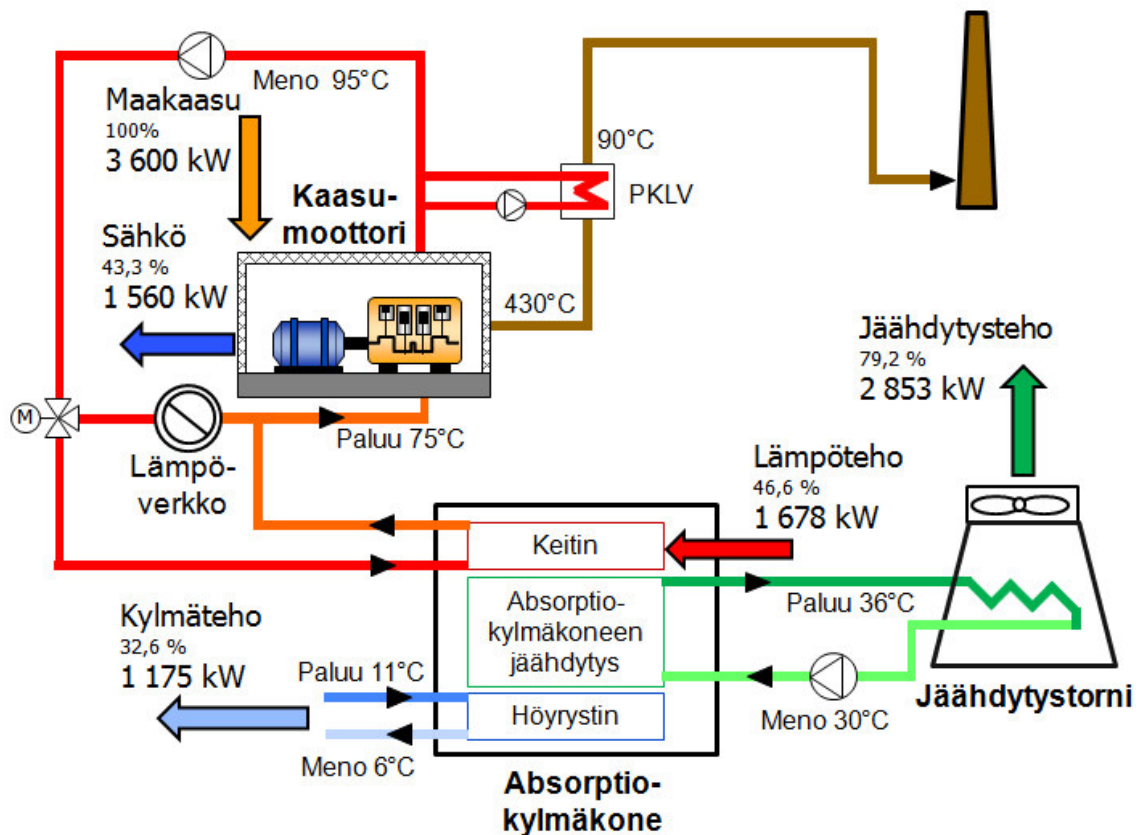 Meno 95°C
Maakaasu
100%
3 600 kW
90°C
PKLV
Kaasu-
moottori
Sähkö
43,3 %
1 560 kW
430°C
Jäähdytysteho
79,2 %
2 853 kW
M
Paluu 75°C
Lämpö-
verkko
Lämpöteho
46,6 %
1 678 kW
Keitin
Absorptio-
kylmäkoneen
jäähdytys
Paluu 36°C
Kylmäteho
32,6 %
1 175 kW
Paluu 11°C
Höyrystin
Meno 30°C
Jäähdytystorni
Meno 6°C
Absorptio-
kylmäkone